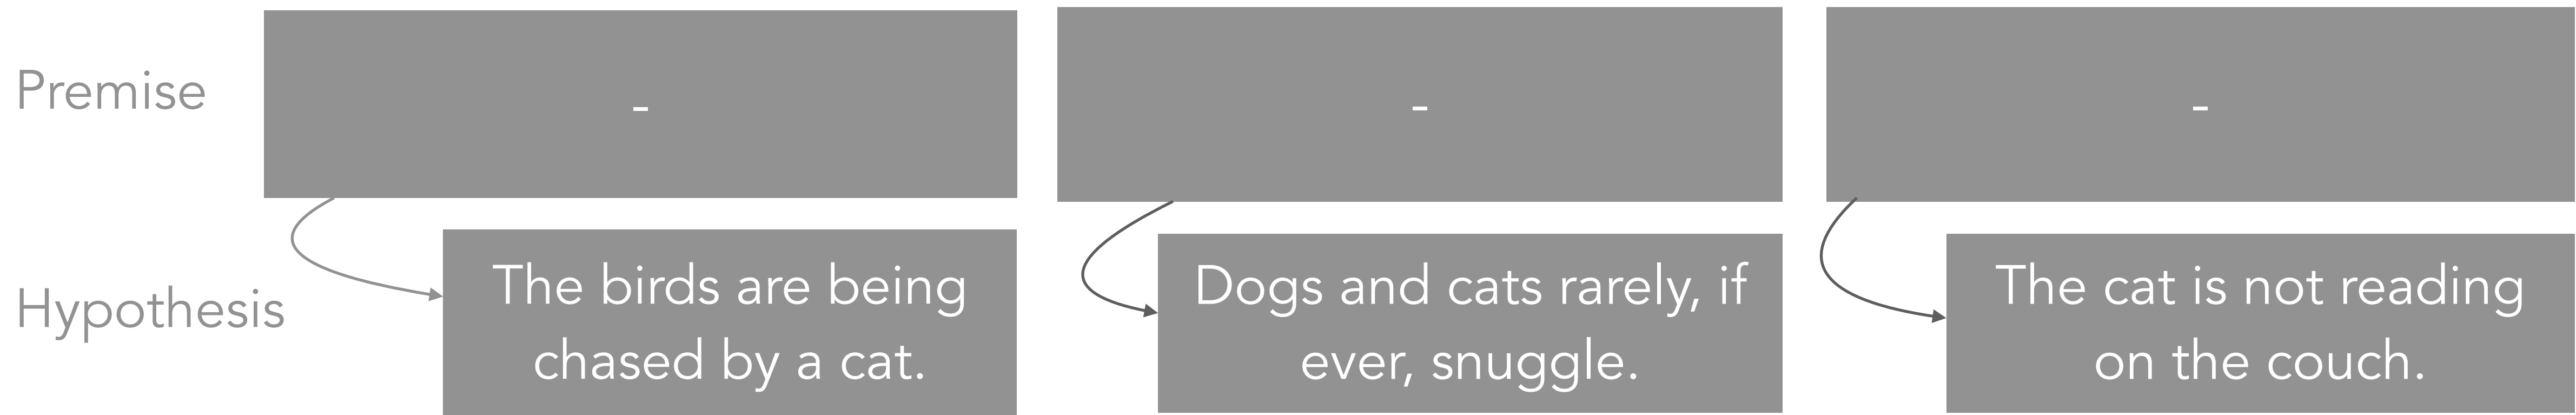 Premise
-
-
-
Hypothesis
The birds are being
chased by a cat.
Dogs and cats rarely, if
ever, snuggle.
The cat is not reading
on the couch.